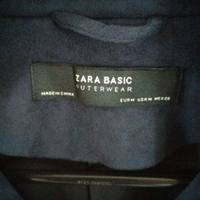 ZARA BASIC
OUTERWEAR
MADE IN CHINA
EUR M USA M MEX 28